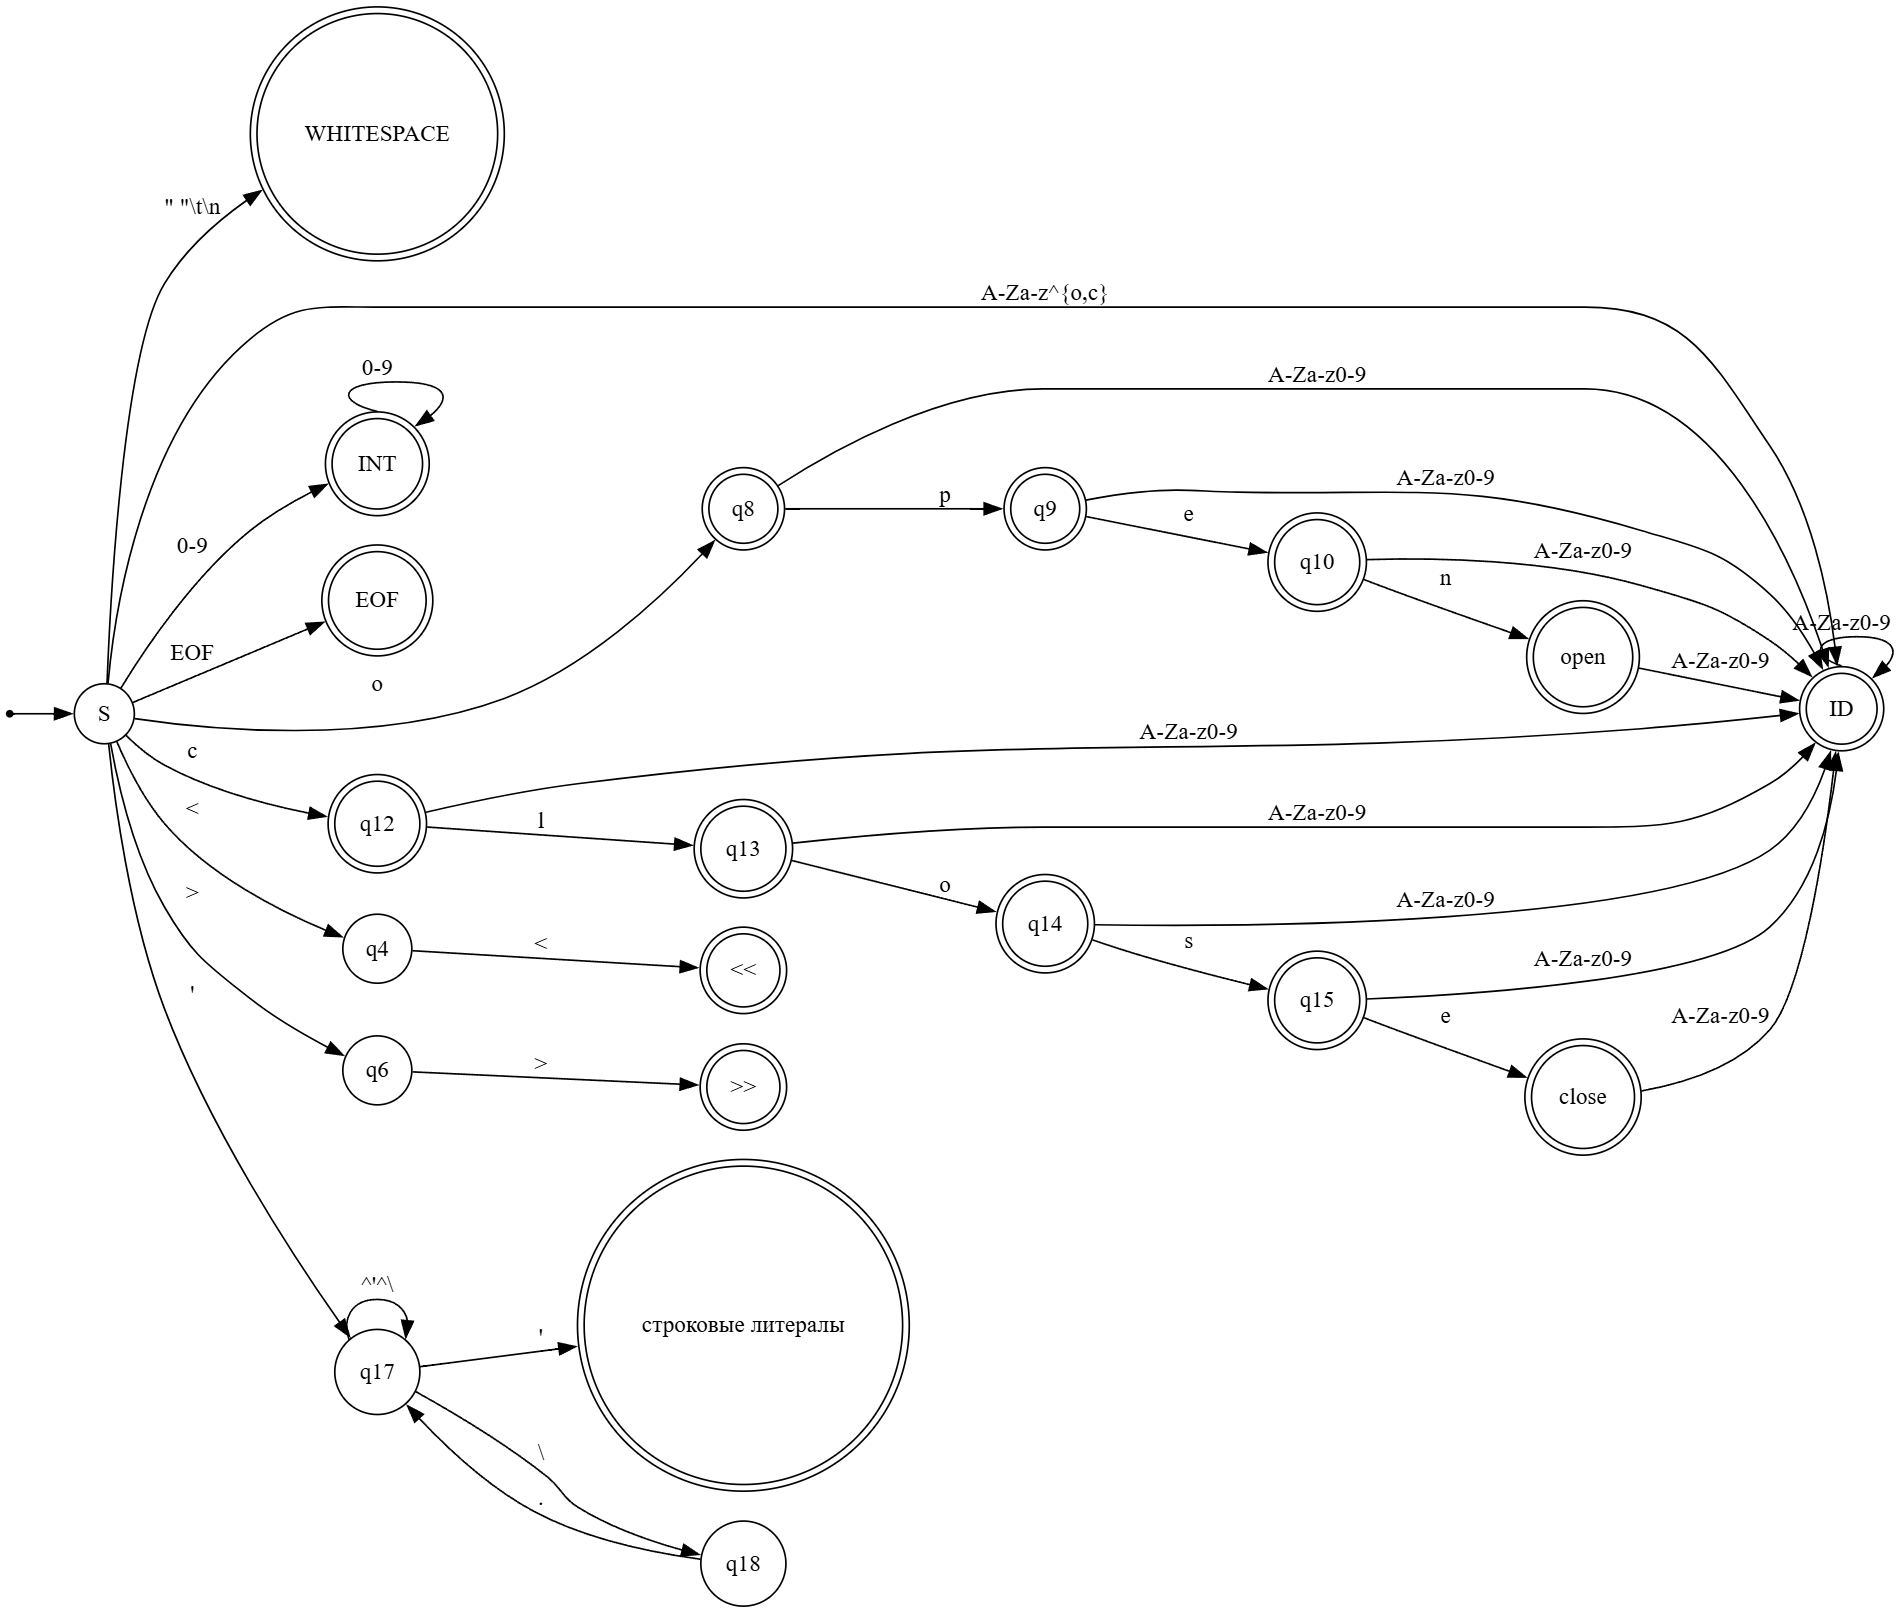 WHITESPACE
" "\t\n
A-Za-z^{o,c}
0-9
A-Za-z0-9
INT
A-Za-z0-9
p
q8
q9
e
0-9
A-Za-z0-9
q10
n
EOF
A-Za-z0-9
EOF
open
A-Za-z0-9
o
S
ID
A-Za-z0-9
c
<
A-Za-z0-9
q12
l
q13
>
o
A-Za-z0-9
q14
s
q4
<
A-Za-z0-9
<<
'
q15
e
A-Za-z0-9
>
q6
>>
close
^'^\
строковые литералы
'
q17
\
.
q18